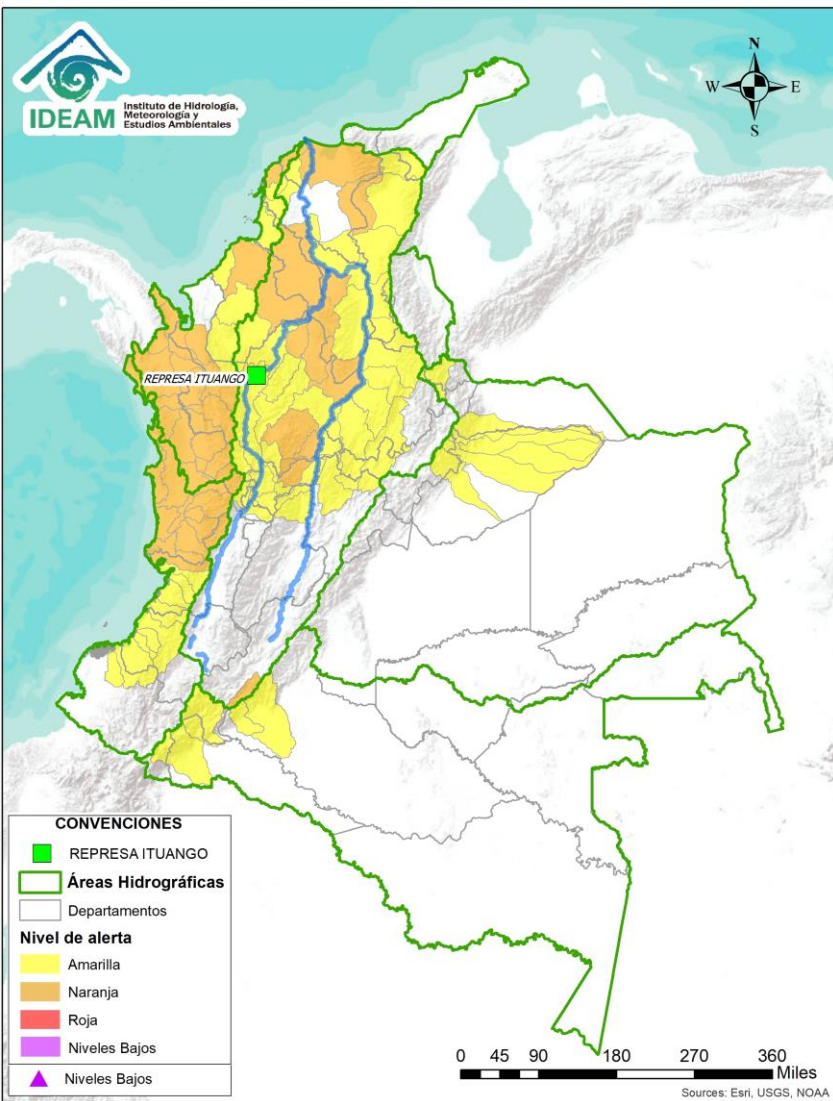 IDEAM
Instituto de Hidrología,
Meteorología y
Estudios Ambientales
N
W
E
S
REPRESA ITUANGO
CONVENCIONES
REPRESA ITUANGO
Áreas Hidrográficas
Departamentos
Nivel de alerta
Amarilla
Naranja
Roja
Niveles Bajos
Niveles Bajos
0 45 90 180 270 360
Miles
Sources: Esri, USGS, NOAA